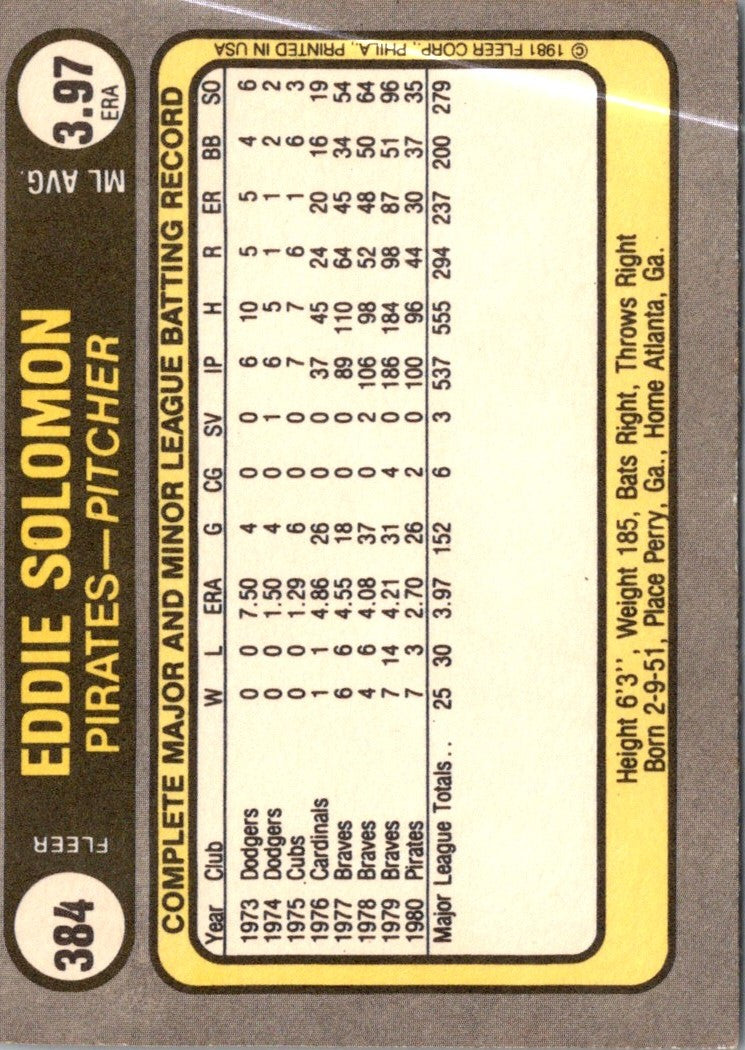 384
FLEER
EDDIE SOLOMON
PIRATES—PITCHER
ML AVG.
3.97
ERA
COMPLETE MAJOR AND MINOR LEAGUE BATTING RECORD
Year Club W L ERA G CG SV IP H R ER BB SO
1973 Dodgers 0 0 7.50 4 0 0 6 10 5 5 4 6
1974 Dodgers 0 0 1.50 4 0 1 6 5 1 1 2 2
1975 Cubs 0 0 1.29 6 0 0 7 7 6 1 6 3
1976 Cardinals 1 1 4.86 26 0 0 37 45 24 20 16 19
1977 Braves 6 6 4.55 18 0 0 89 110 64 45 34 54
1978 Braves 4 6 4.08 37 0 2 106 98 52 48 50 64
1979 Braves 7 14 4.21 31 4 0 186 184 98 87 51 96
1980 Pirates 7 3 2.70 26 2 0 100 96 44 30 37 35
Major League Totals.. 25 30 3.97 152 6 3 537 555 294 237 200 279
Height 6'3'', Weight 185, Bats Right, Throws Right
Born 2-9-51, Place Perry, Ga., Home Atlanta, Ga.
© 1981 FLEER CORP., PHILA., PRINTED IN USA